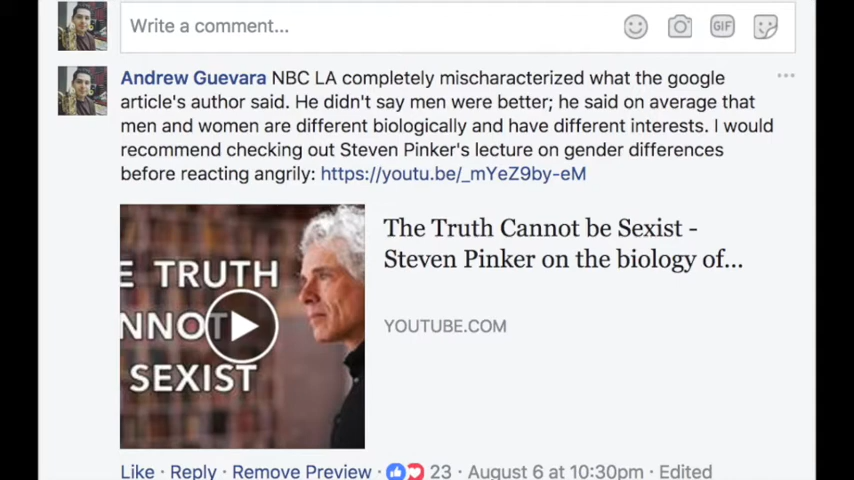 Write a comment...
GIF
Andrew Guevara NBC LA completely mischaracterized what the google
article's author said. He didn't say men were better; he said on average that
men and women are different biologically and have different interests. I would
recommend checking out Steven Pinker's lecture on gender differences
before reacting angrily: https://youtu.be/_mYeZ9by-eM
E TRUTH
NNOT
SEXIST
The Truth Cannot be Sexist -
Steven Pinker on the biology of...
YOUTUBE.COM
Like · Reply · Remove Preview · 23 · August 6 at 10:30pm · Edited